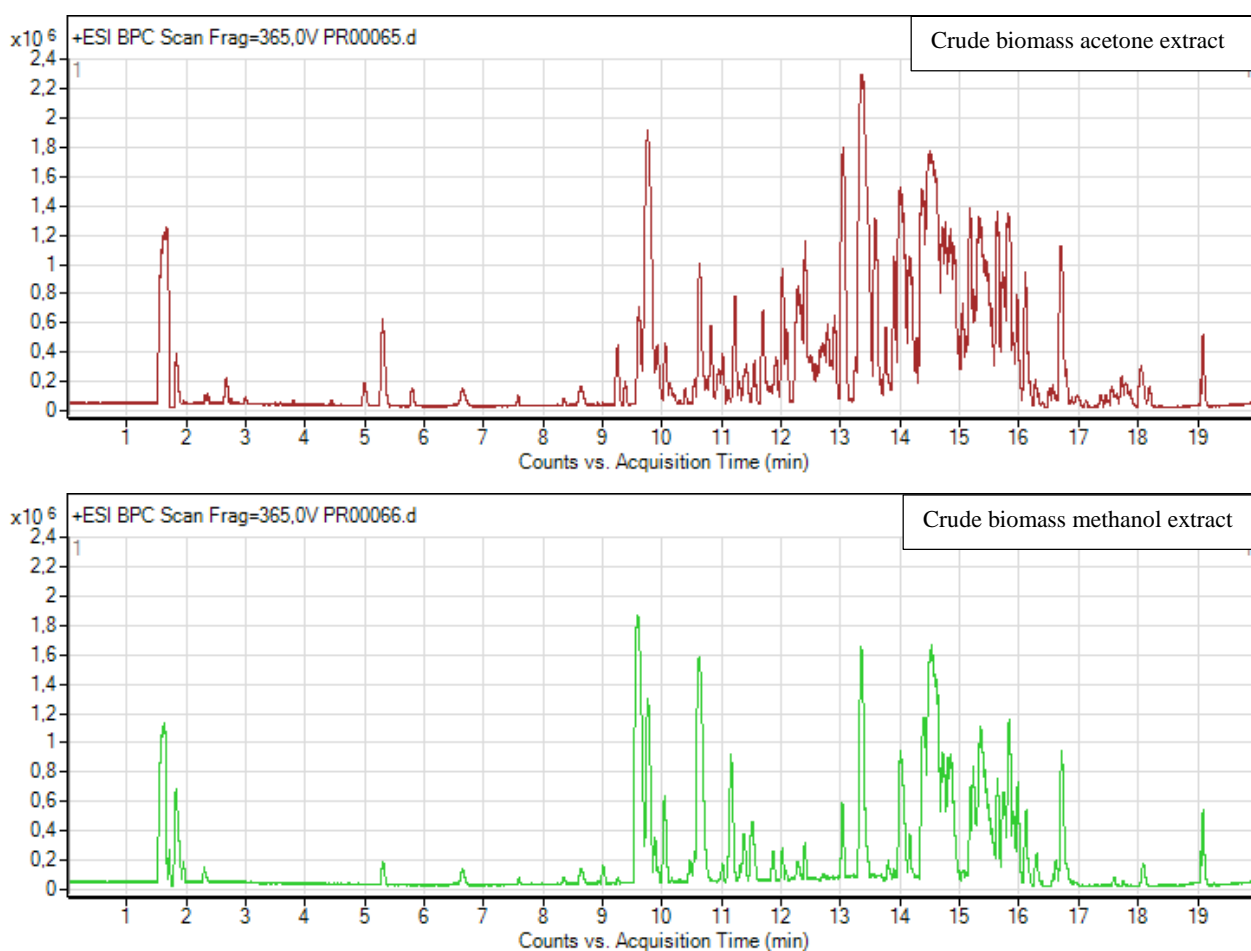 +ESI BPC Scan Frag=365,0V PR00065.d
Crude biomass acetone extract
x10 6
1
2,4
2,2
2
1,8
1,6
1,4
1,2
1
0,8
0,6
0,4
0,2
0
1 2 3 4 5 6 7 8 9 10 11 12 13 14 15 16 17 18 19
Counts vs. Acquisition Time (min)
+ESI BPC Scan Frag=365,0V PR00066.d
Crude biomass methanol extract
x10 6
1
2,4
2,2
2
1,8
1,6
1,4
1,2
1
0,8
0,6
0,4
0,2
0
1 2 3 4 5 6 7 8 9 10 11 12 13 14 15 16 17 18 19
Counts vs. Acquisition Time (min)